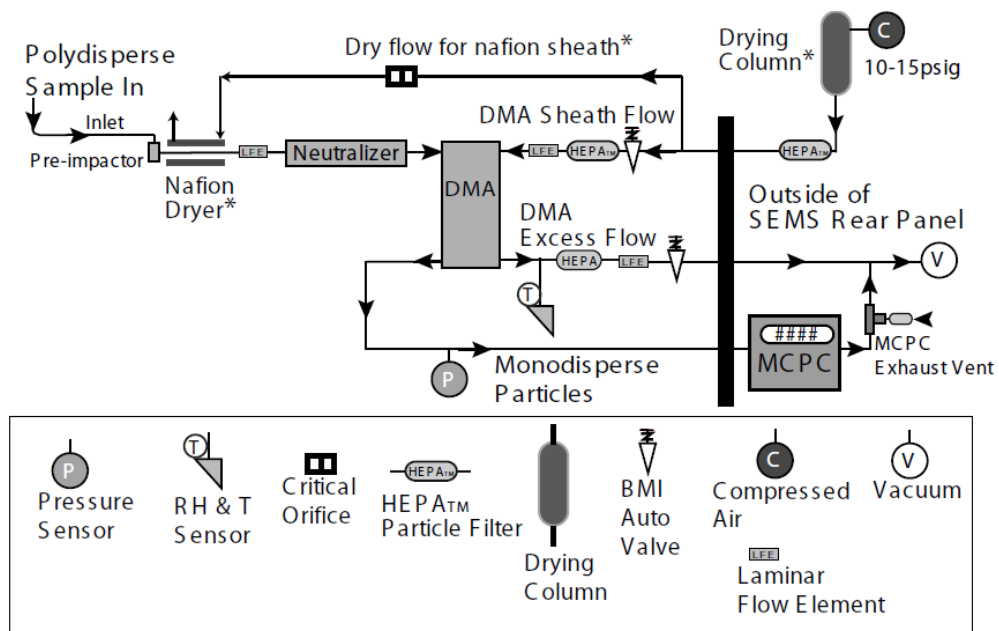 Polydisperse
Sample In
Inlet
Pre-impactor
Nafion
Dryer*
LFE
Neutralizer
Dry flow for nafion sheath*
DMA Sheath Flow
LFE
HEPA™
DMA
DMA
Excess Flow
HEPA
LFE
T
P
Monodisperse
Particles
Drying
Column*
C
10-15psig
HEPA™
Outside of
SEMS Rear Panel
V
####
MCPC
MCPC
Exhaust Vent
P
Pressure
Sensor
T
RH & T
Sensor
Critical
Orifice
HEPA™
HEPA™
Particle Filter
Drying
Column
BMI
Auto
Valve
C
Compressed
Air
LFE
Laminar
Flow Element
V
Vacuum